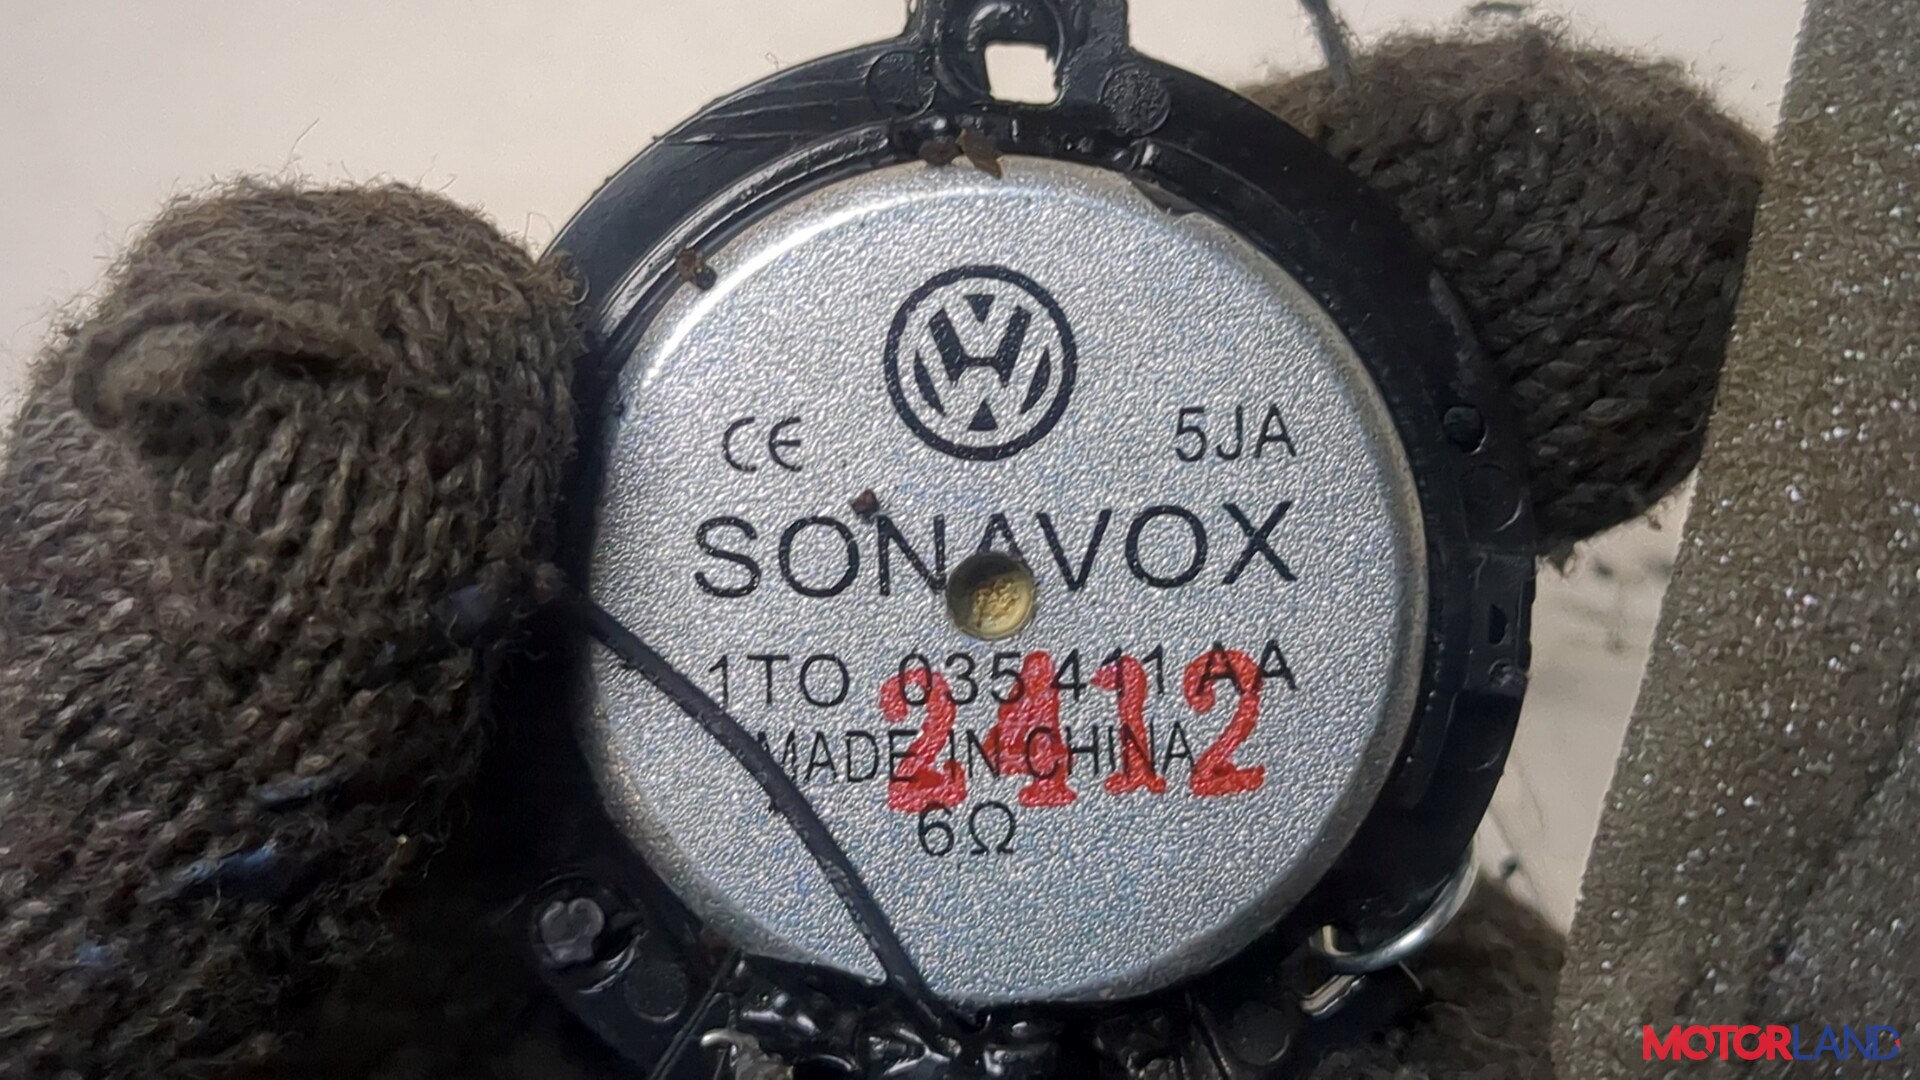 CE 5JA
SONAVOX
1TO 035 411 AA
2412
MADE IN CHINA
6Ω
MOTORLAND